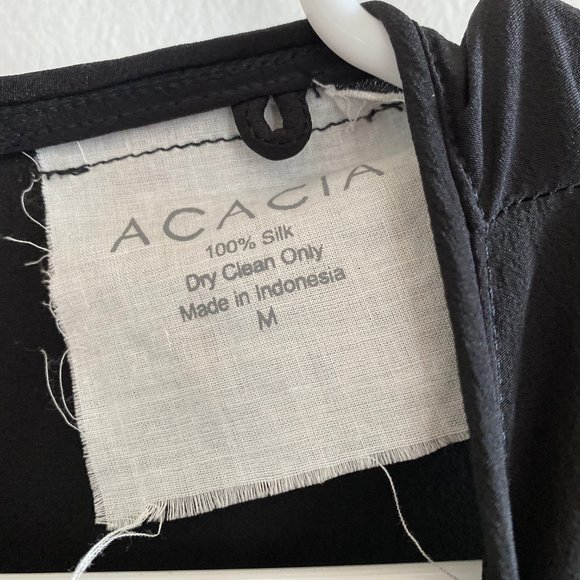 ACACIA
100% Silk
Dry Clean Only
Made in Indonesia
M